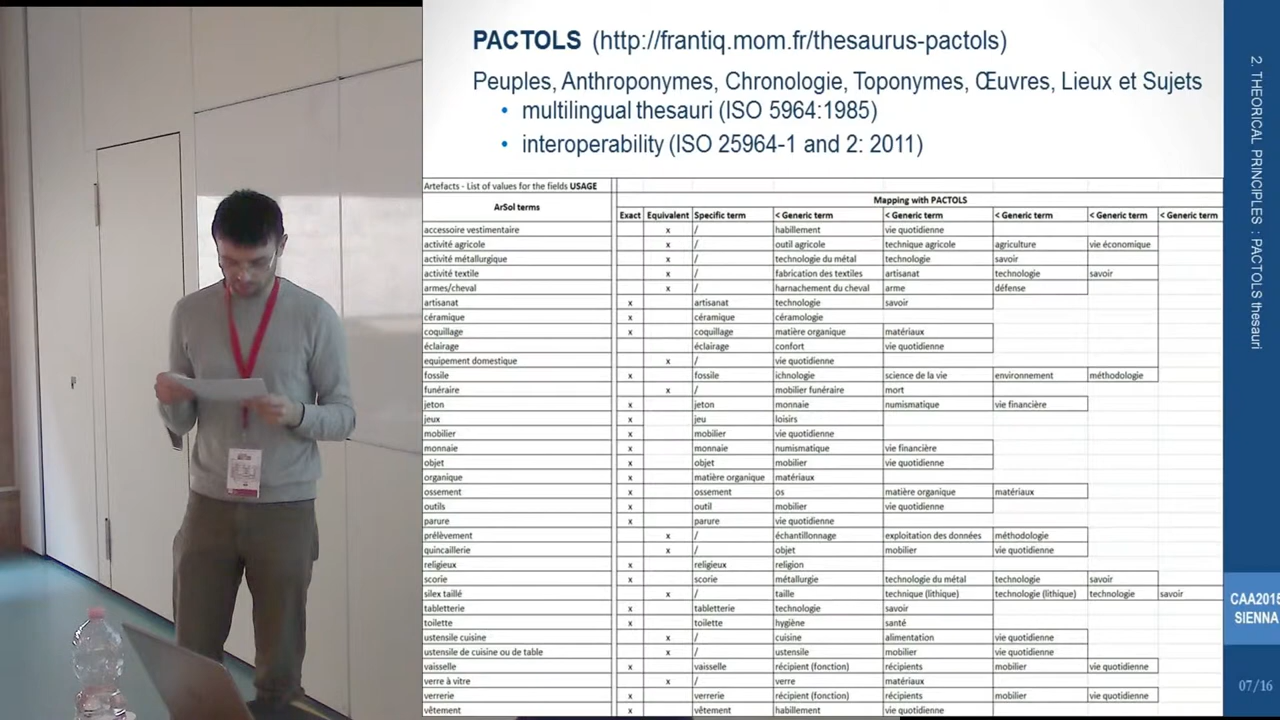 PACTOLS (http://frantiq.mom.fr/thesaurus-pactols)
Peuples, Anthroponymes, Chronologie, Toponymes, Œuvres, Lieux et Sujets
• multilingual thesauri (ISO 5964:1985)
• interoperability (ISO 25964-1 and 2: 2011)
Artefacts - List of values for the fields USAGE
Mapping with PACTOLS
ArSol terms Exact Equivalent Specific term < Generic term < Generic term < Generic term < Generic term < Generic term
accessoire vestimentaire x / habillement vie quotidienne
activité agricole x / outil agricole technique agricole agriculture vie économique
activité métallurgique x / technologie du métal technologie savoir
activité textile x / fabrication des textiles artisanat technologie savoir
armes/cheval x / harnachement du cheval arme défense
artisanat x artisanat technologie savoir
céramique x céramique céramologie
coquillage x coquillage matière organique matériaux
éclairage éclairage confort vie quotidienne
equipement domestique x / vie quotidienne
fossile x fossile ichnologie science de la vie environnement méthodologie
funéraire x / mobilier funéraire mort
jeton x jeton monnaie numismatique vie financière
jeux x jeu loisirs
mobilier x mobilier vie quotidienne
monnaie x monnaie numismatique vie financière
objet x objet mobilier vie quotidienne
organique x matière organique matériaux
ossement x ossement os matière organique matériaux
outils x outil mobilier vie quotidienne
parure x parure vie quotidienne
prélèvement x / échantillonnage exploitation des données méthodologie
quincaillerie x / objet mobilier vie quotidienne
religieux x religieux religion
scorie x scorie métallurgie technologie du métal technologie savoir
silex taillé x / taille technique (lithique) technologie (lithique) technologie savoir
tabletterie x tabletterie technologie savoir
toilette x toilette hygiène santé
ustensile cuisine x / cuisine alimentation vie quotidienne
ustensile de cuisine ou de table x / ustensile mobilier vie quotidienne
vaisselle x vaisselle récipient (fonction) récipients mobilier vie quotidienne
verre à vitre x / verre matériaux
verrerie x verrerie récipient (fonction) récipients mobilier vie quotidienne
vêtement x vêtement habillement vie quotidienne
2. THEORICAL PRINCIPLES : PACTOLS thesauri
CAA2015
SIENNA
07/16